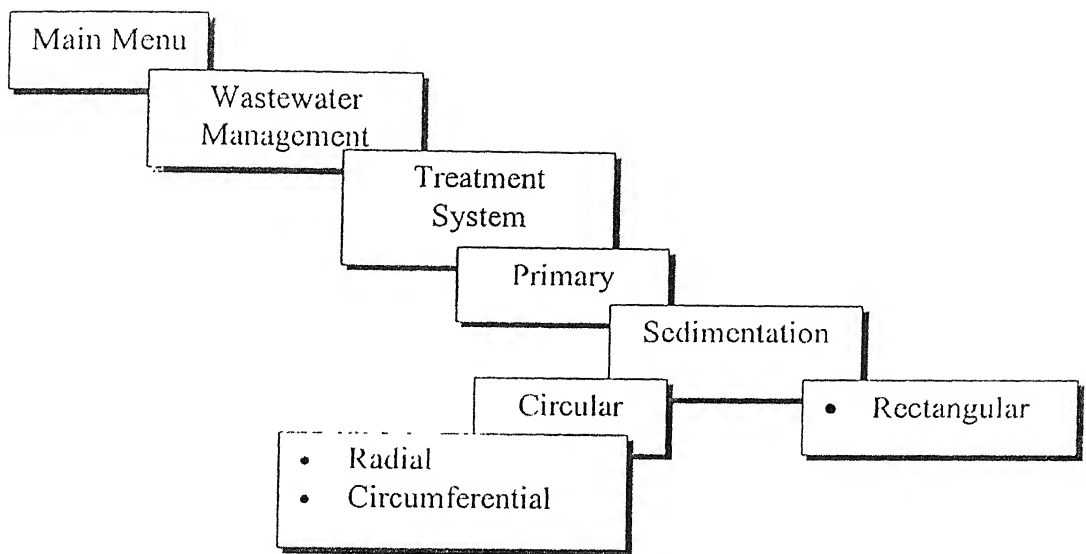 Main Menu
Wastewater
Management
Treatment
System
Primary
Sedimentation
Circular
• Rectangular
• Radial
• Circumferential